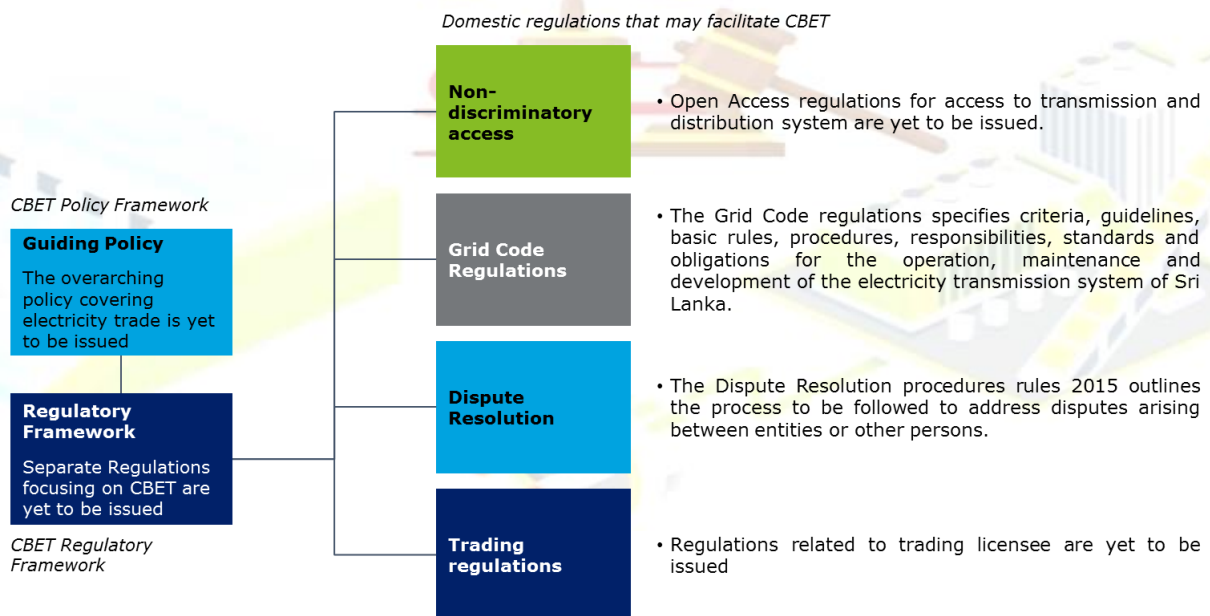 Domestic regulations that may facilitate CBET
CBET Policy Framework
Guiding Policy
The overarching
policy covering
electricity trade is yet
to be issued
Regulatory
Framework
Separate Regulations
focusing on CBET are
yet to be issued
CBET Regulatory
Framework
Non-
discriminatory
access
• Open Access regulations for access to transmission and
distribution system are yet to be issued.
Grid Code
Regulations
• The Grid Code regulations specifies criteria, guidelines,
basic rules, procedures, responsibilities, standards and
obligations for the operation, maintenance and
development of the electricity transmission system of Sri
Lanka.
Dispute
Resolution
• The Dispute Resolution procedures rules 2015 outlines
the process to be followed to address disputes arising
between entities or other persons.
Trading
regulations
• Regulations related to trading licensee are yet to be
issued